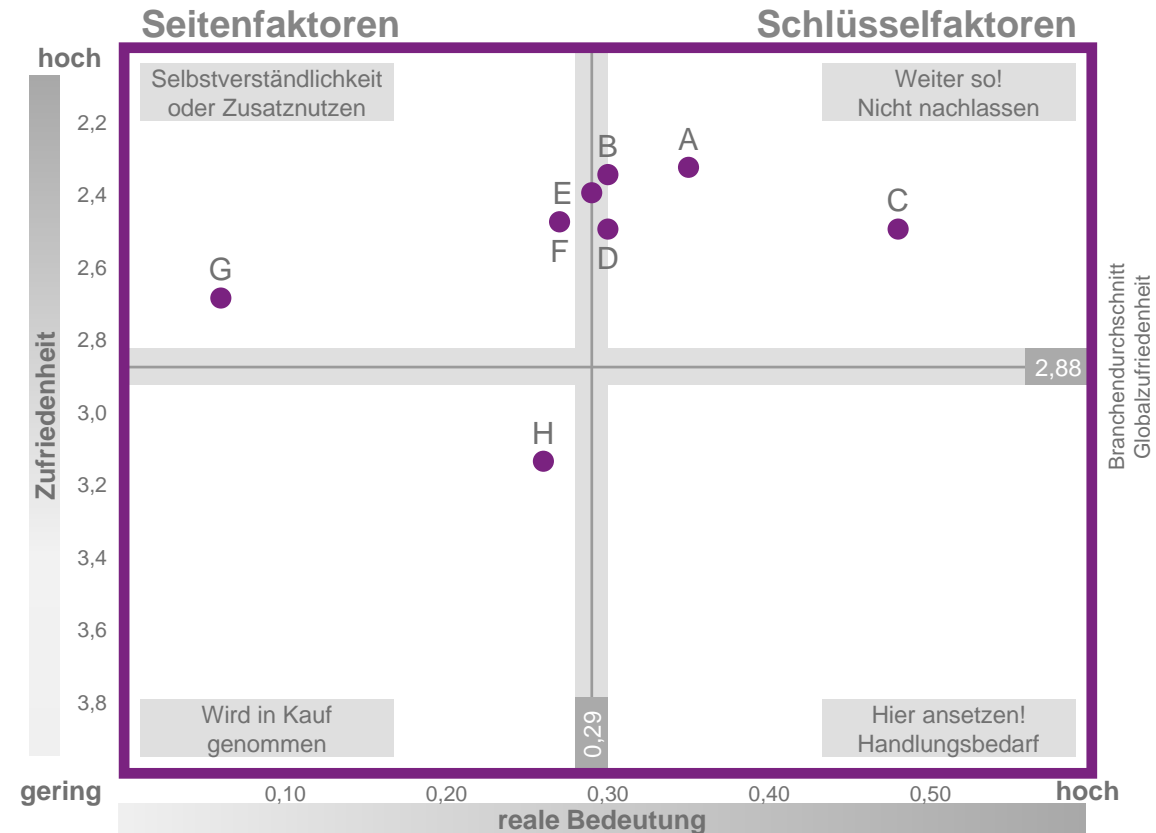 Seitenfaktoren
Schlüsselfaktoren
hoch
Selbstverständlichkeit
oder Zusatznutzen
Weiter so!
Nicht nachlassen
2,2
B
A
2,4
E
C
F
D
2,6
G
2,8
2,88
Branchendurchschnitt
Globalzufriedenheit
Zufriedenheit
3,0
H
3,2
3,4
3,6
3,8
Wird in Kauf
genommen
0,29
Hier ansetzen!
Handlungsbedarf
gering
0,10
0,20
0,30
0,40
0,50
hoch
reale Bedeutung